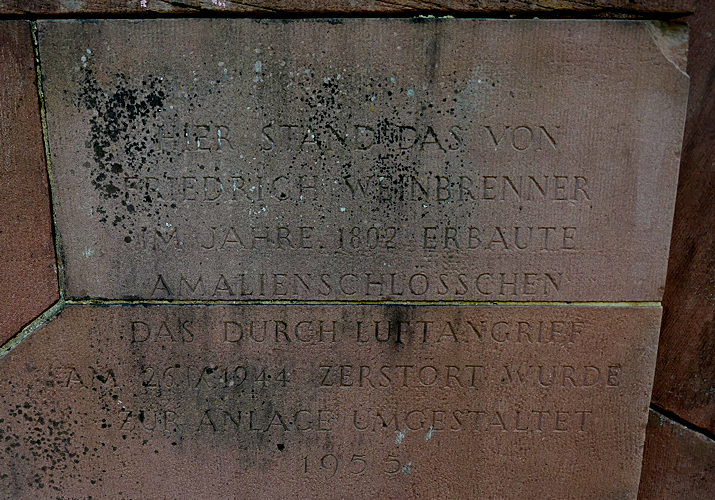 HIER STAND DAS VON
FRIEDRICH WEINBRENNER
IM JAHRE 1802 ERBAUTE
AMALIENSCHLÖSSCHEN
DAS DURCH LUFTANGRIFF
AM 26 IX 1944 ZERSTÖRT WURDE
ZUR ANLAGE UMGESTALTET
1955